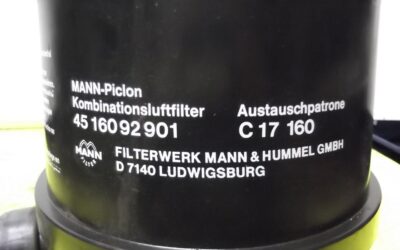 MANN-Piclon
Kombinationsluftfilter Austauschpatrone
45 160 92 901 C 17 160
MANN FILTERWERK MANN & HUMMEL GMBH
D 7140 LUDWIGSBURG